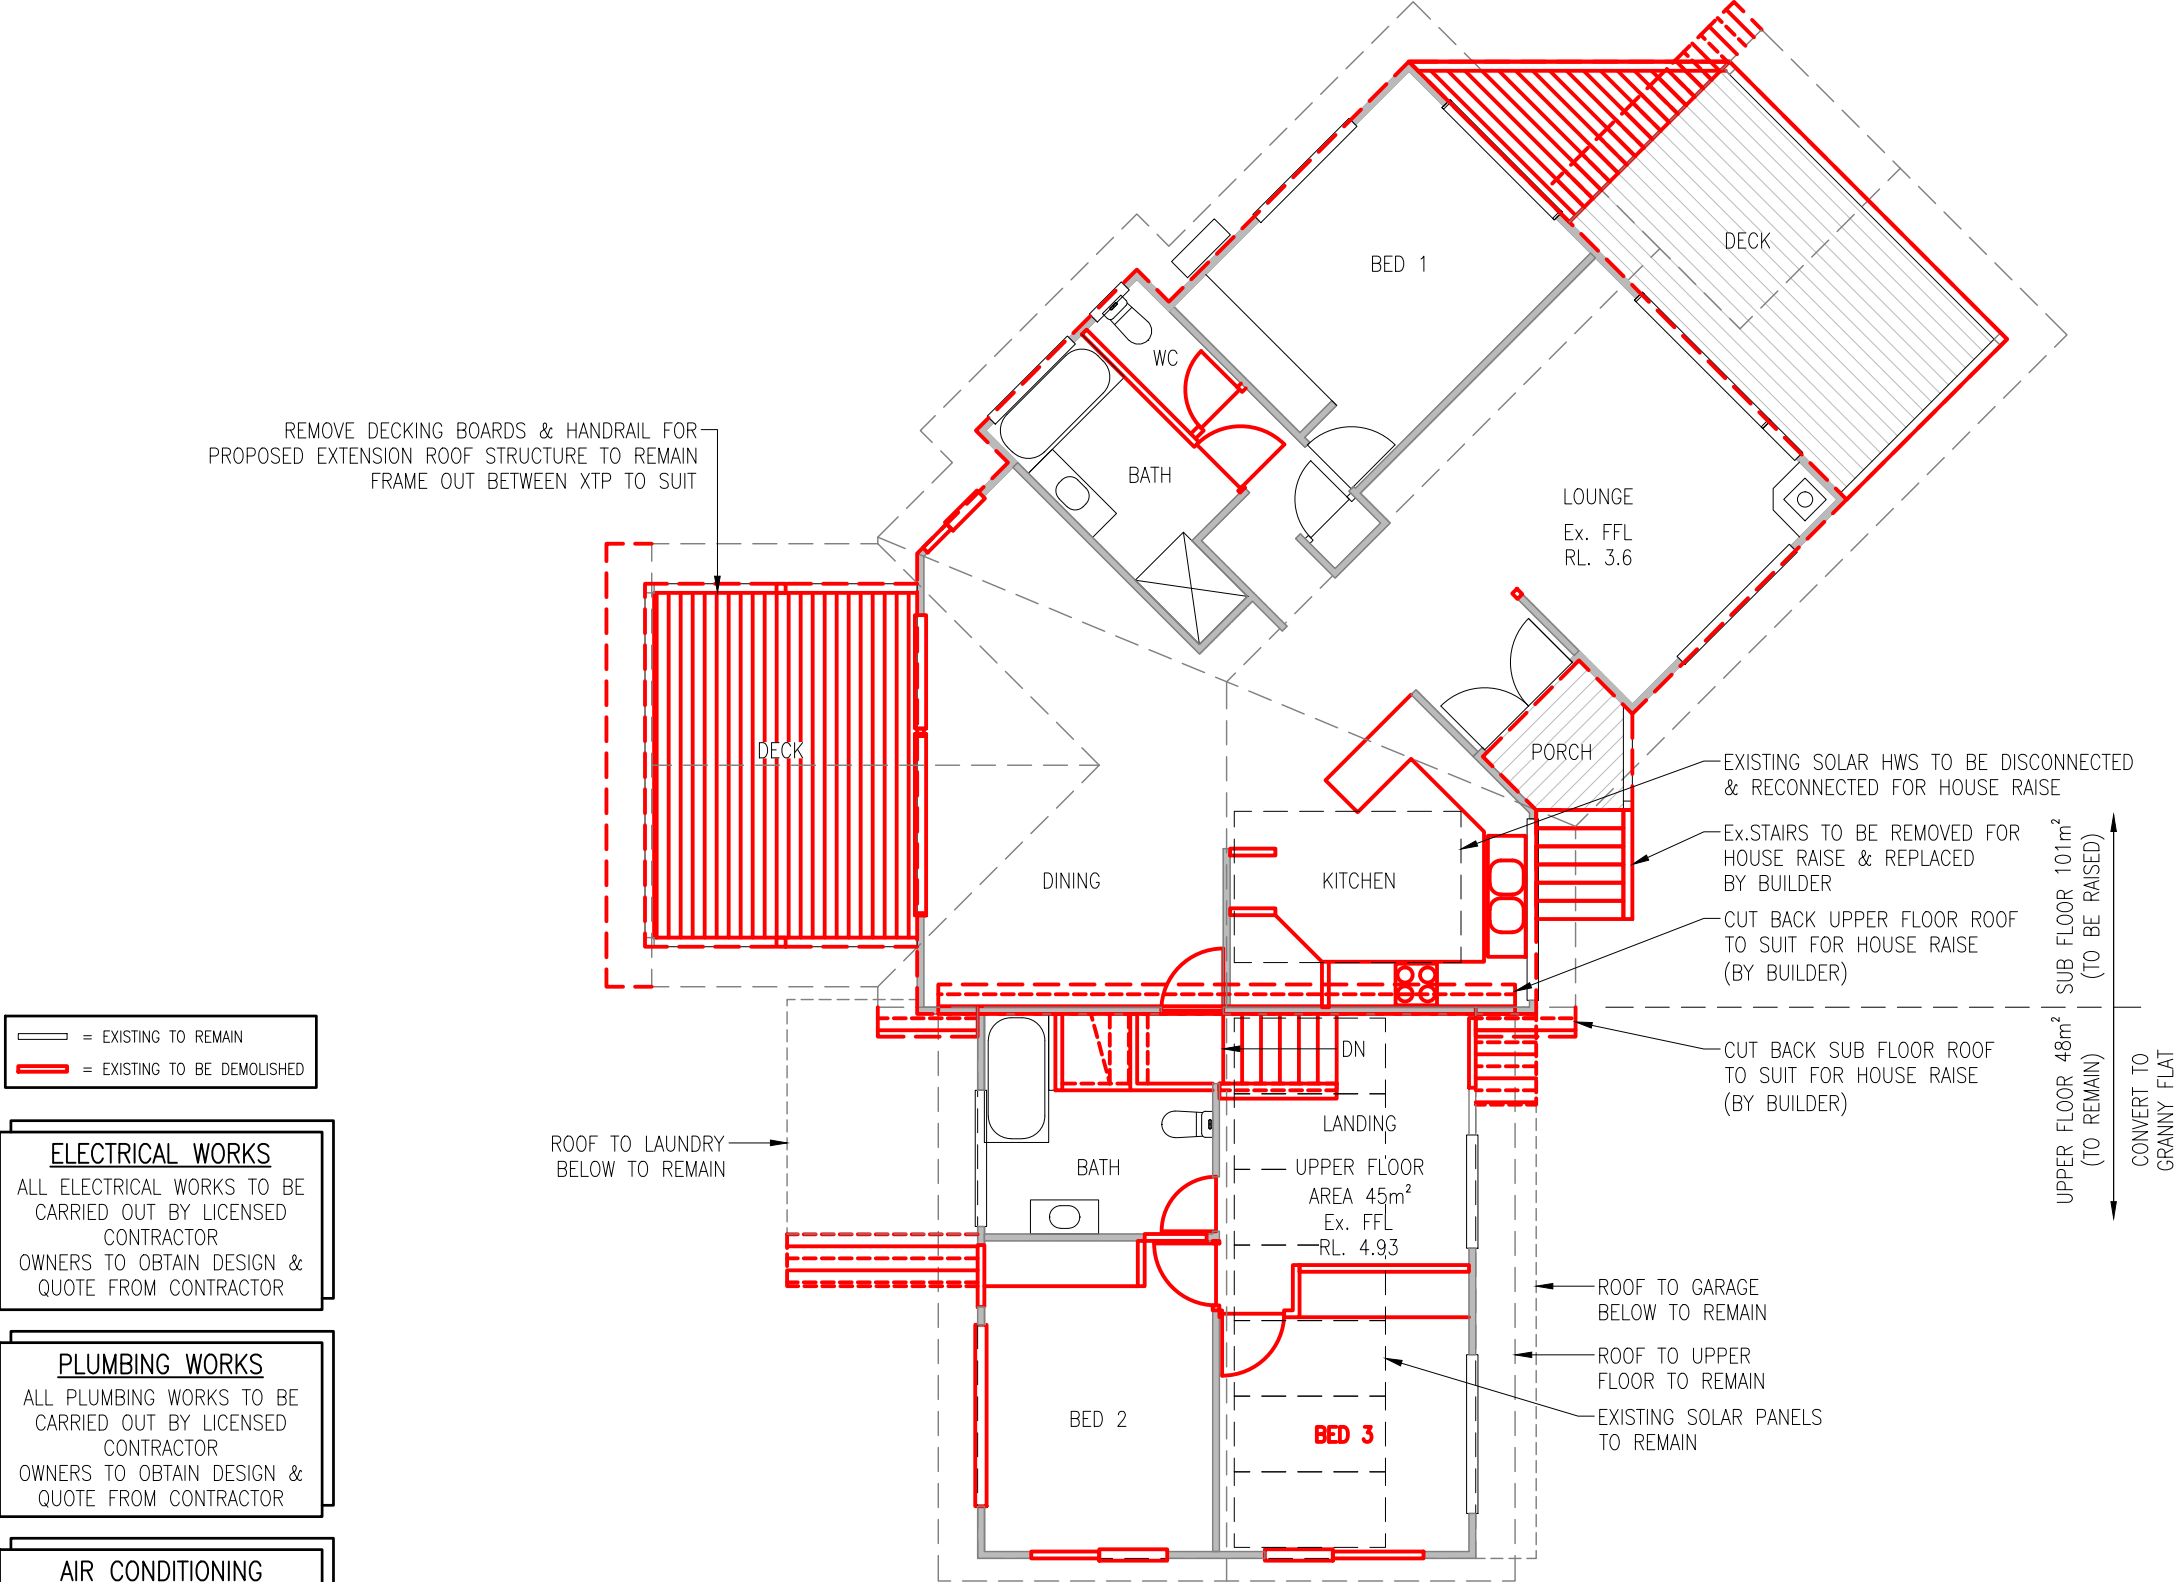 BED 1
DECK
WC
BATH
REMOVE DECKING BOARDS & HANDRAIL FOR
PROPOSED EXTENSION ROOF STRUCTURE TO REMAIN
FRAME OUT BETWEEN XTP TO SUIT
LOUNGE
Ex. FFL
RL. 3.6
DECK
PORCH
EXISTING SOLAR HWS TO BE DISCONNECTED
& RECONNECTED FOR HOUSE RAISE
Ex.STAIRS TO BE REMOVED FOR
HOUSE RAISE & REPLACED
BY BUILDER
DINING
KITCHEN
CUT BACK UPPER FLOOR ROOF
TO SUIT FOR HOUSE RAISE
(BY BUILDER)
SUB FLOOR 101m²
(TO BE RAISED)
= EXISTING TO REMAIN
= EXISTING TO BE DEMOLISHED
DN
CUT BACK SUB FLOOR ROOF
TO SUIT FOR HOUSE RAISE
(BY BUILDER)
UPPER FLOOR 48m²
(TO REMAIN)
CONVERT TO
GRANNY FLAT
LANDING
UPPER FLOOR
AREA 45m²
Ex. FFL
RL. 4.93
ROOF TO LAUNDRY
BELOW TO REMAIN
BATH
ELECTRICAL WORKS
ALL ELECTRICAL WORKS TO BE
CARRIED OUT BY LICENSED
CONTRACTOR
OWNERS TO OBTAIN DESIGN &
QUOTE FROM CONTRACTOR
ROOF TO GARAGE
BELOW TO REMAIN
ROOF TO UPPER
FLOOR TO REMAIN
EXISTING SOLAR PANELS
TO REMAIN
BED 2
BED 3
PLUMBING WORKS
ALL PLUMBING WORKS TO BE
CARRIED OUT BY LICENSED
CONTRACTOR
OWNERS TO OBTAIN DESIGN &
QUOTE FROM CONTRACTOR
AIR CONDITIONING